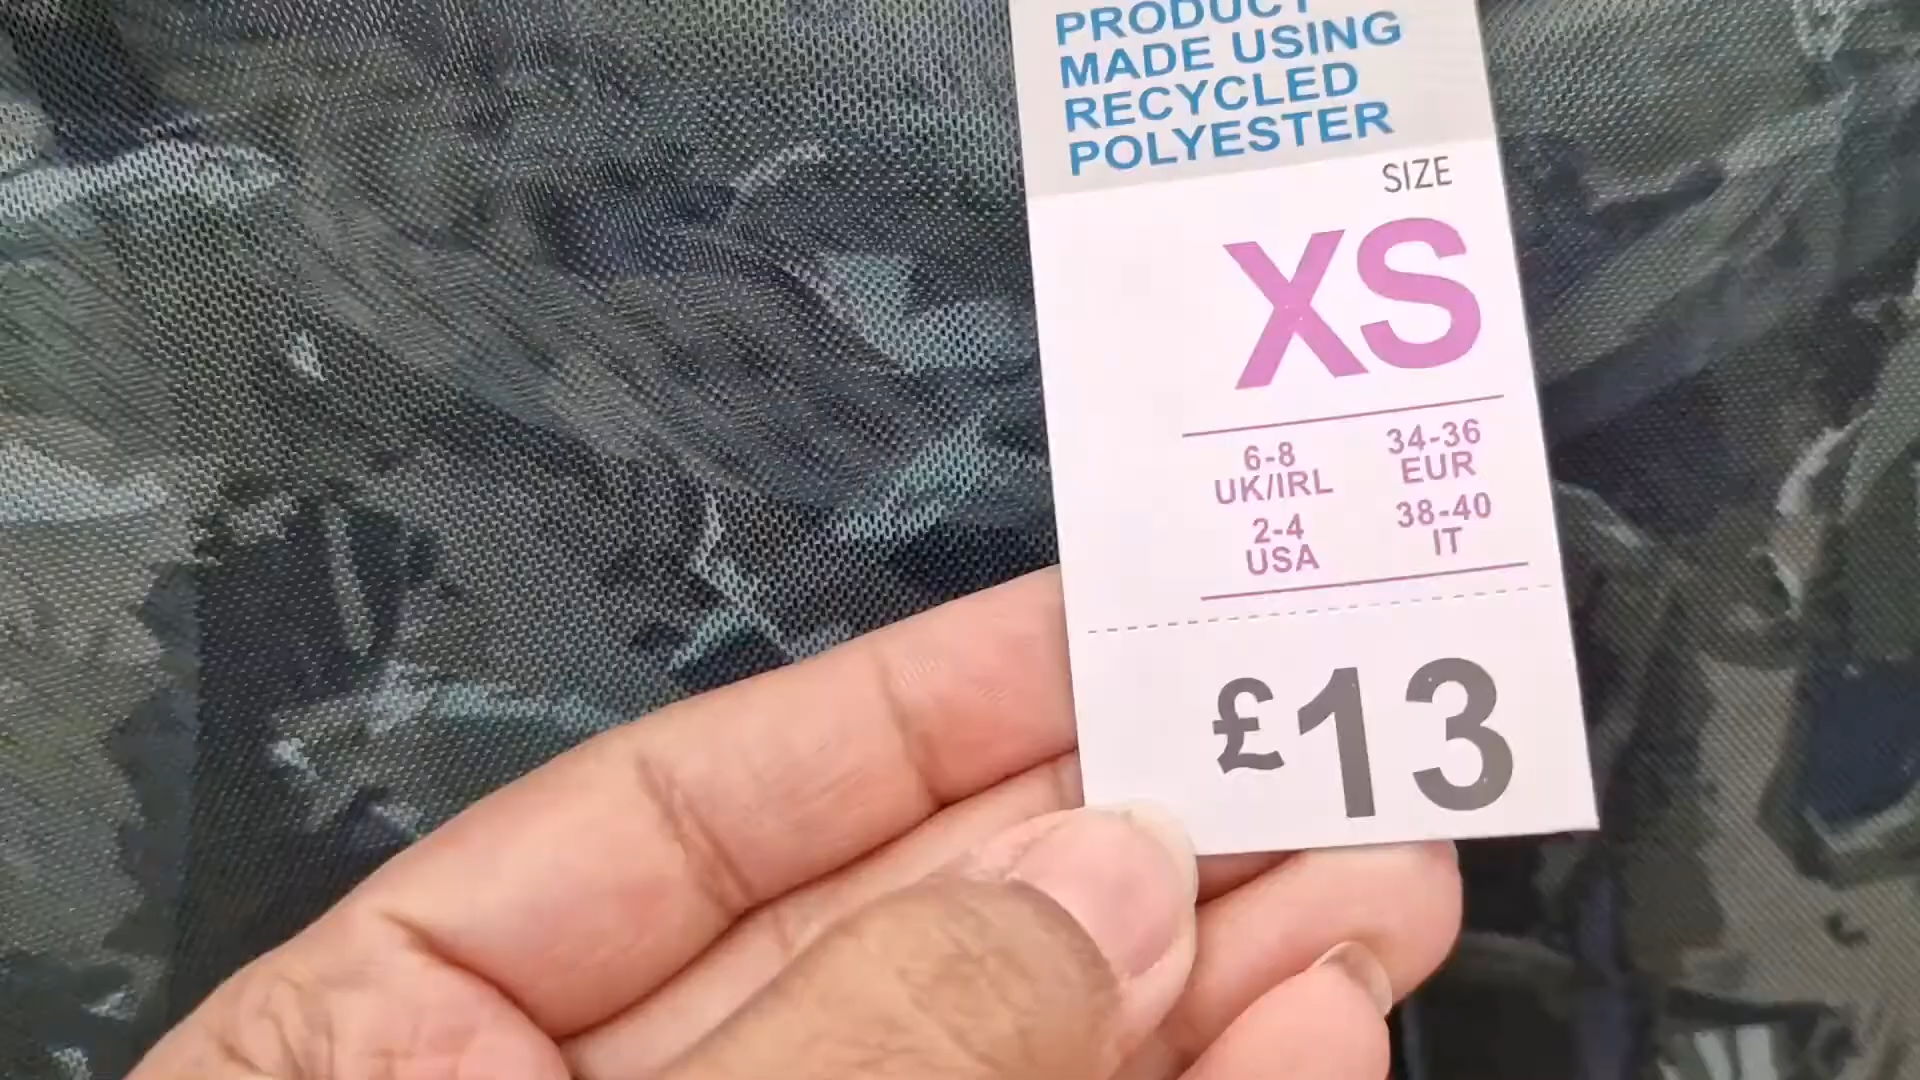 PRODUCT
MADE USING
RECYCLED
POLYESTER
SIZE
XS
6-8
UK/IRL
34-36
EUR
2-4
USA
38-40
IT
£13